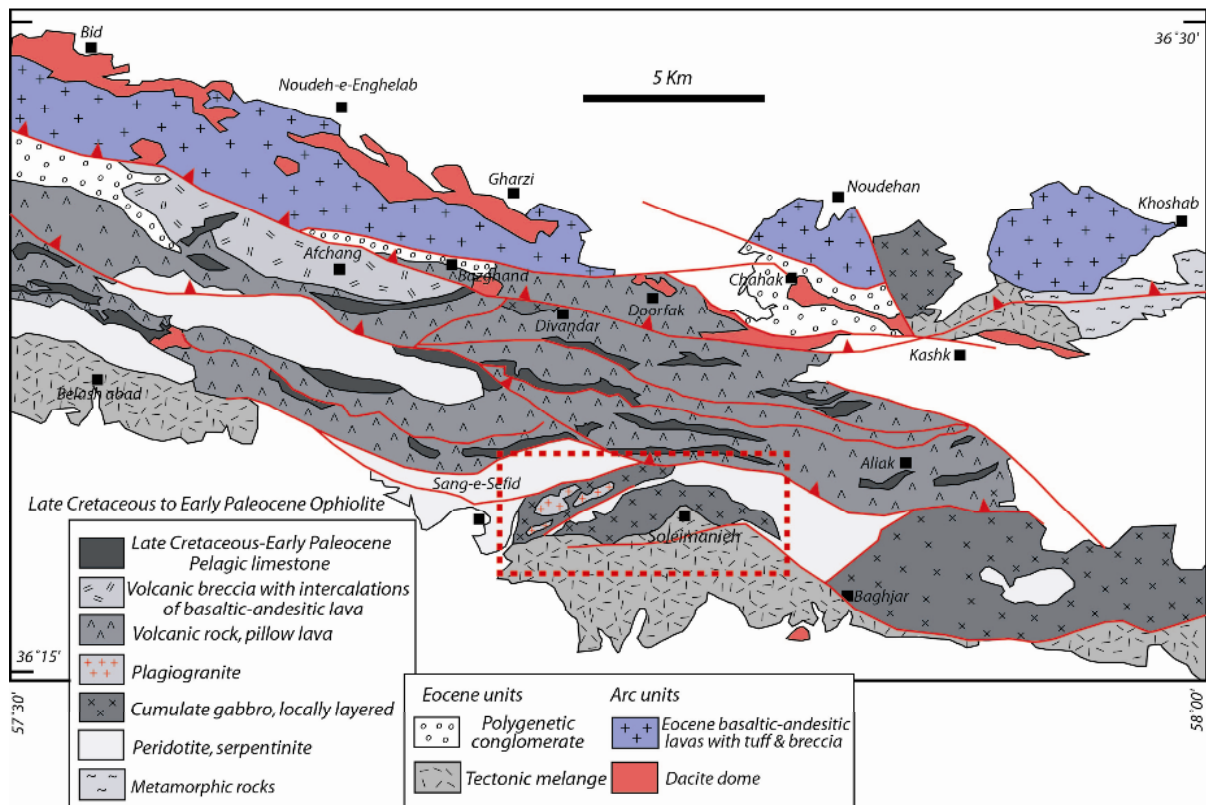 Bid
36˚30'
5 Km
Noudeh-e-Enghelab
Gharzi
Noudehan
Khoshab
Afchang
Bazghand
Chahak
Divandar
Doorfak
Kashk
Belash abad
Aliak
Sang-e-Sefid
Soleimanieh
Baghjar
36˚15'
57˚30'
58˚00'
Late Cretaceous to Early Paleocene Ophiolite
Late Cretaceous-Early Paleocene
Pelagic limestone
Volcanic breccia with intercalations
of basaltic-andesitic lava
Volcanic rock, pillow lava
Plagiogranite
Cumulate gabbro, locally layered
Peridotite, serpentinite
Metamorphic rocks
Eocene units
Polygenetic
conglomerate
Tectonic melange
Arc units
Eocene basaltic-andesitic
lavas with tuff & breccia
Dacite dome